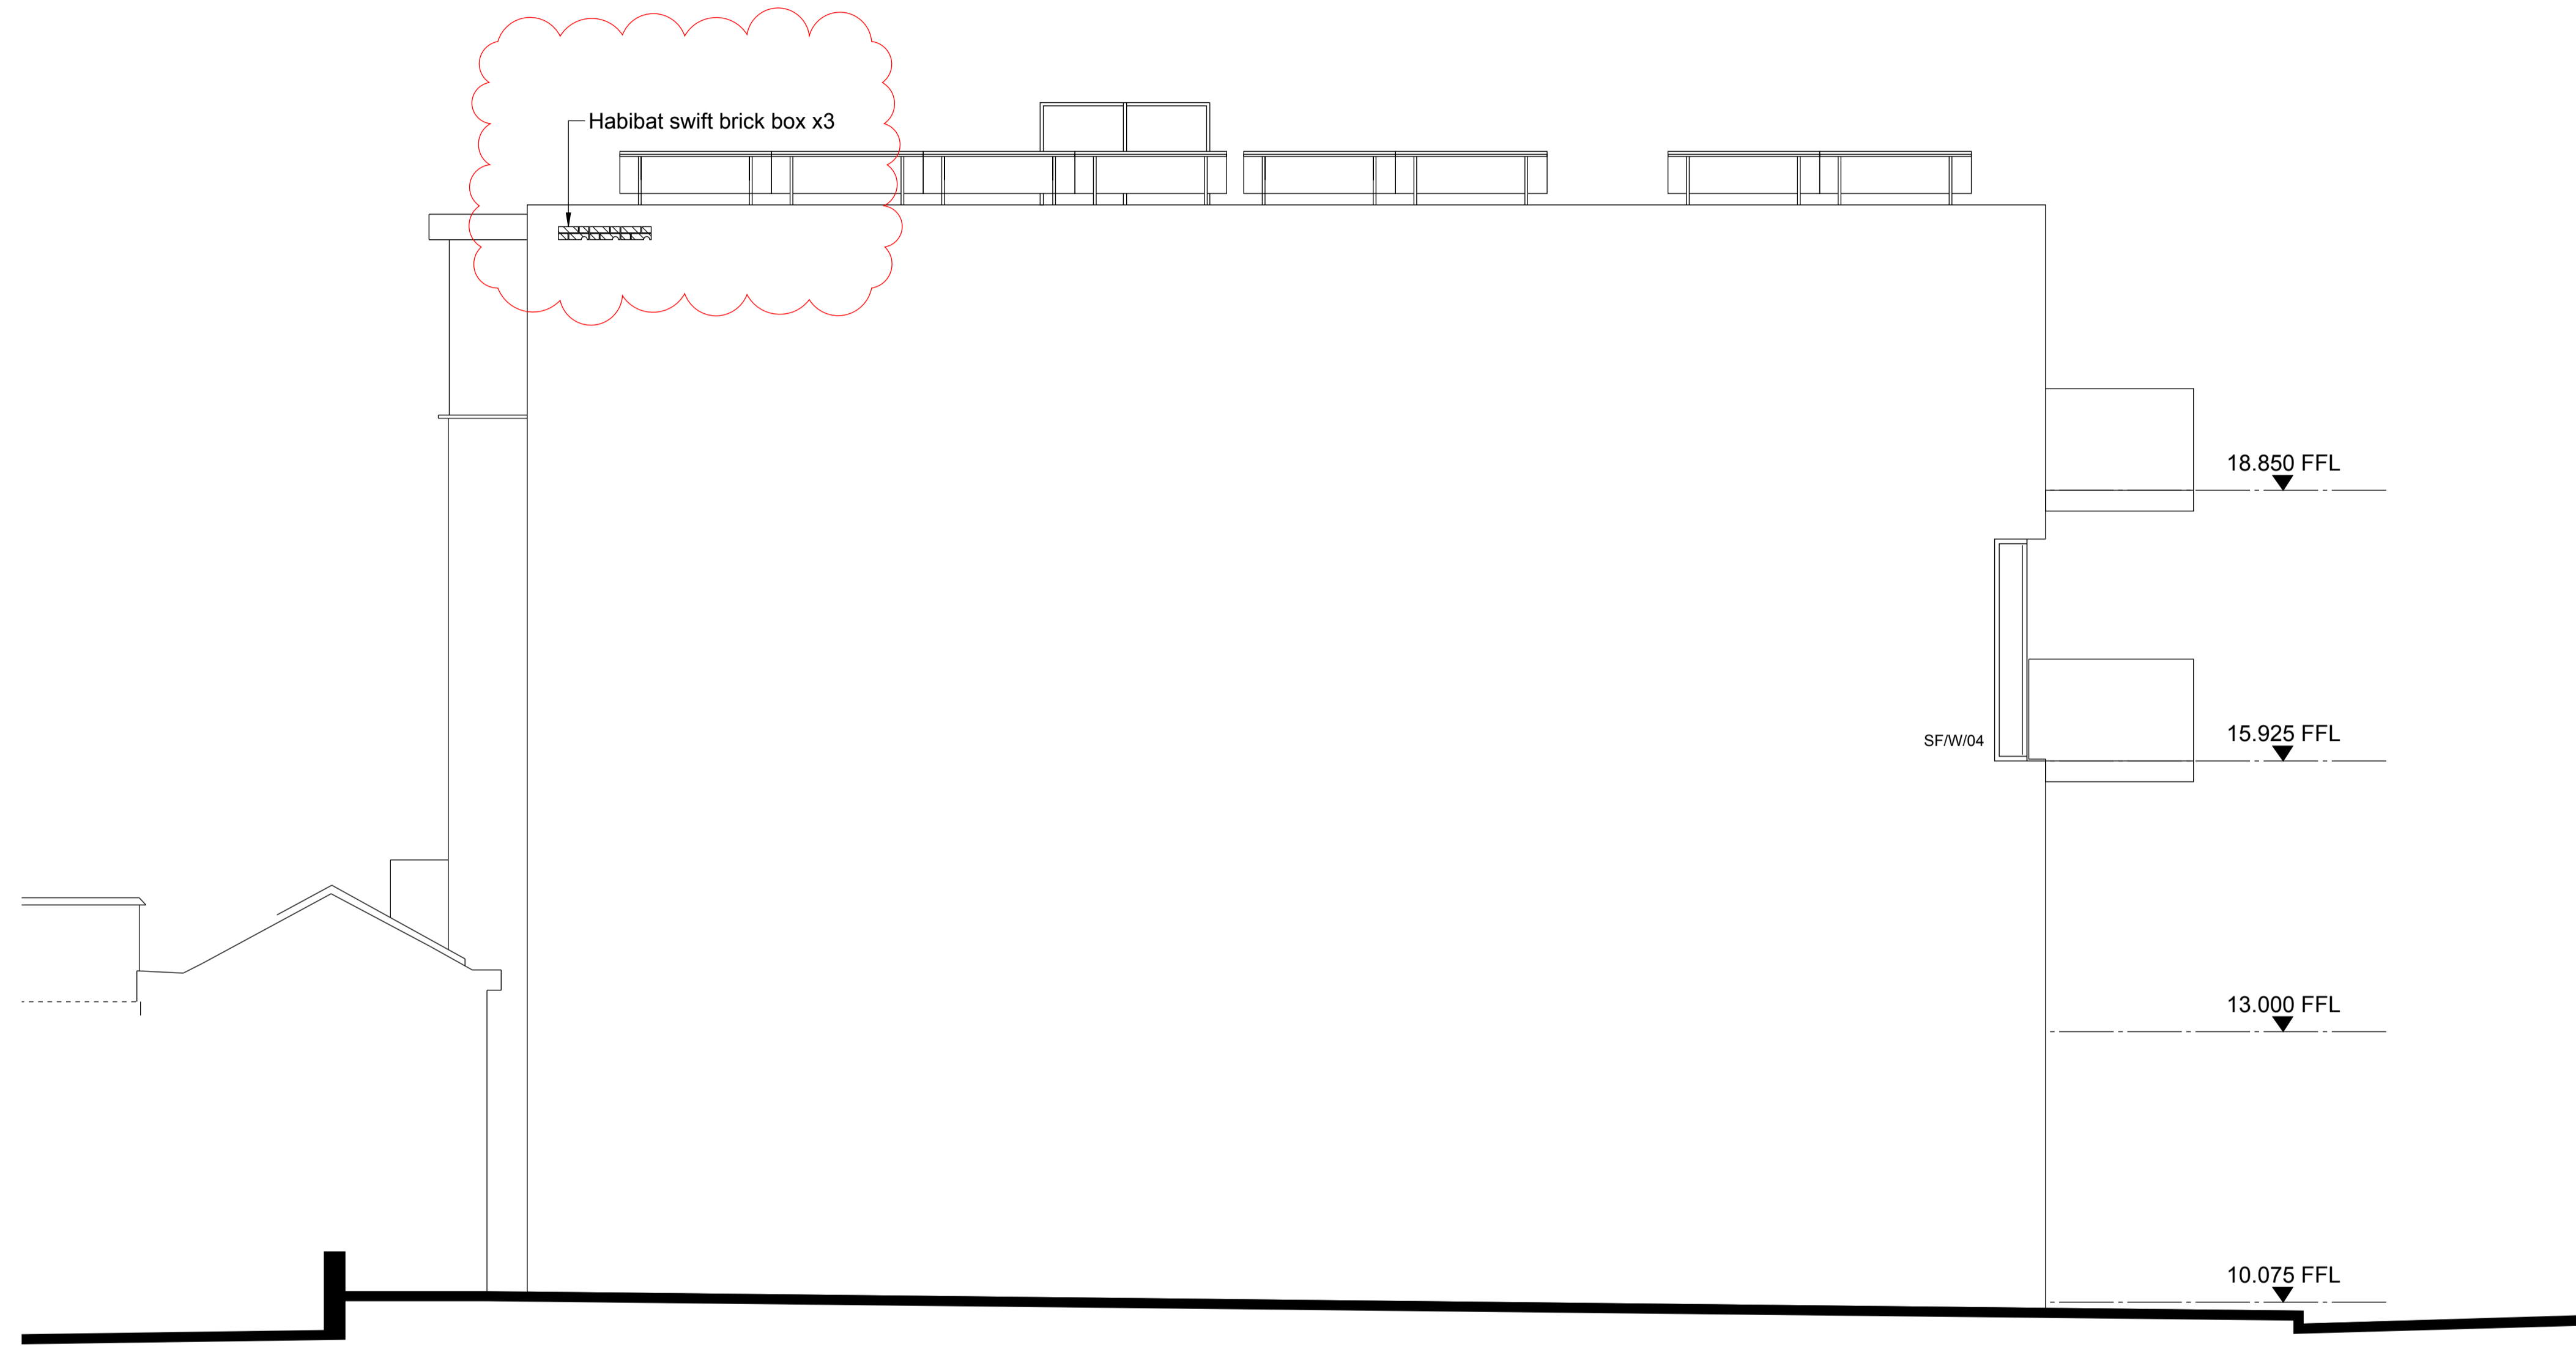 Habibat swift brick box x3
18.850 FFL
SF/W/04
15.925 FFL
13.000 FFL
10.075 FFL